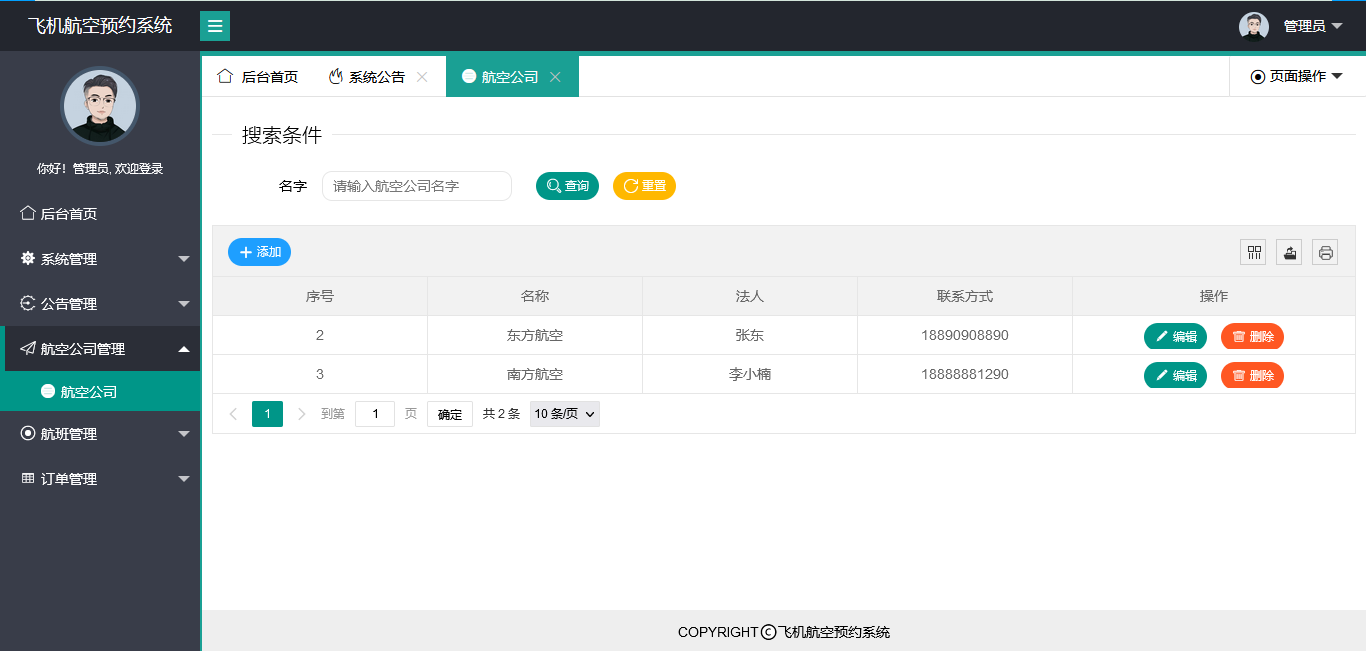 飞机航空预约系统
管理员
你好！管理员, 欢迎登录
后台首页
系统管理
公告管理
航空公司管理
航空公司
航班管理
订单管理
后台首页 系统公告 航空公司 页面操作
搜索条件
名字 请输入航空公司名字 查询 重置
添加
序号 名称 法人 联系方式 操作
2 东方航空 张东 18890908890 编辑 删除
3 南方航空 李小楠 18888881290 编辑 删除
1 到第 1 页 确定 共 2 条 10 条/页
COPYRIGHT©飞机航空预约系统